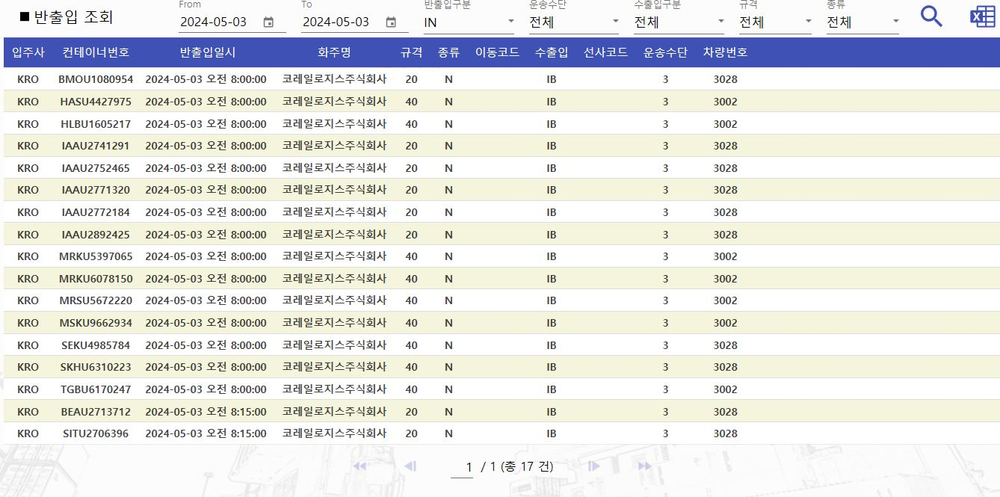 ■ 반출입 조회
From To 반출입구분 운송수단 수출입구분 규격 종류
2024-05-03 2024-05-03 IN 전체 전체 전체 전체
입주사 컨테이너번호 반출입일시 화주명 규격 종류 이동코드 수출입 선사코드 운송수단 차량번호
KRO BMOU1080954 2024-05-03 오전 8:00:00 코레일로지스주식회사 20 N IB 3 3028
KRO HASU4427975 2024-05-03 오전 8:00:00 코레일로지스주식회사 40 N IB 3 3002
KRO HLBU1605217 2024-05-03 오전 8:00:00 코레일로지스주식회사 40 N IB 3 3002
KRO IAAU2741291 2024-05-03 오전 8:00:00 코레일로지스주식회사 20 N IB 3 3028
KRO IAAU2752465 2024-05-03 오전 8:00:00 코레일로지스주식회사 20 N IB 3 3028
KRO IAAU2771320 2024-05-03 오전 8:00:00 코레일로지스주식회사 20 N IB 3 3028
KRO IAAU2772184 2024-05-03 오전 8:00:00 코레일로지스주식회사 20 N IB 3 3028
KRO IAAU2892425 2024-05-03 오전 8:00:00 코레일로지스주식회사 20 N IB 3 3028
KRO MRKU5397065 2024-05-03 오전 8:00:00 코레일로지스주식회사 40 N IB 3 3002
KRO MRKU6078150 2024-05-03 오전 8:00:00 코레일로지스주식회사 40 N IB 3 3002
KRO MRSU5672220 2024-05-03 오전 8:00:00 코레일로지스주식회사 40 N IB 3 3002
KRO MSKU9662934 2024-05-03 오전 8:00:00 코레일로지스주식회사 40 N IB 3 3002
KRO SEKU4985784 2024-05-03 오전 8:00:00 코레일로지스주식회사 40 N IB 3 3028
KRO SKHU6310223 2024-05-03 오전 8:00:00 코레일로지스주식회사 40 N IB 3 3028
KRO TGBU6170247 2024-05-03 오전 8:00:00 코레일로지스주식회사 40 N IB 3 3002
KRO BEAU2713712 2024-05-03 오전 8:15:00 코레일로지스주식회사 20 N IB 3 3028
KRO SITU2706396 2024-05-03 오전 8:15:00 코레일로지스주식회사 20 N IB 3 3028
1 / 1 (총 17 건)